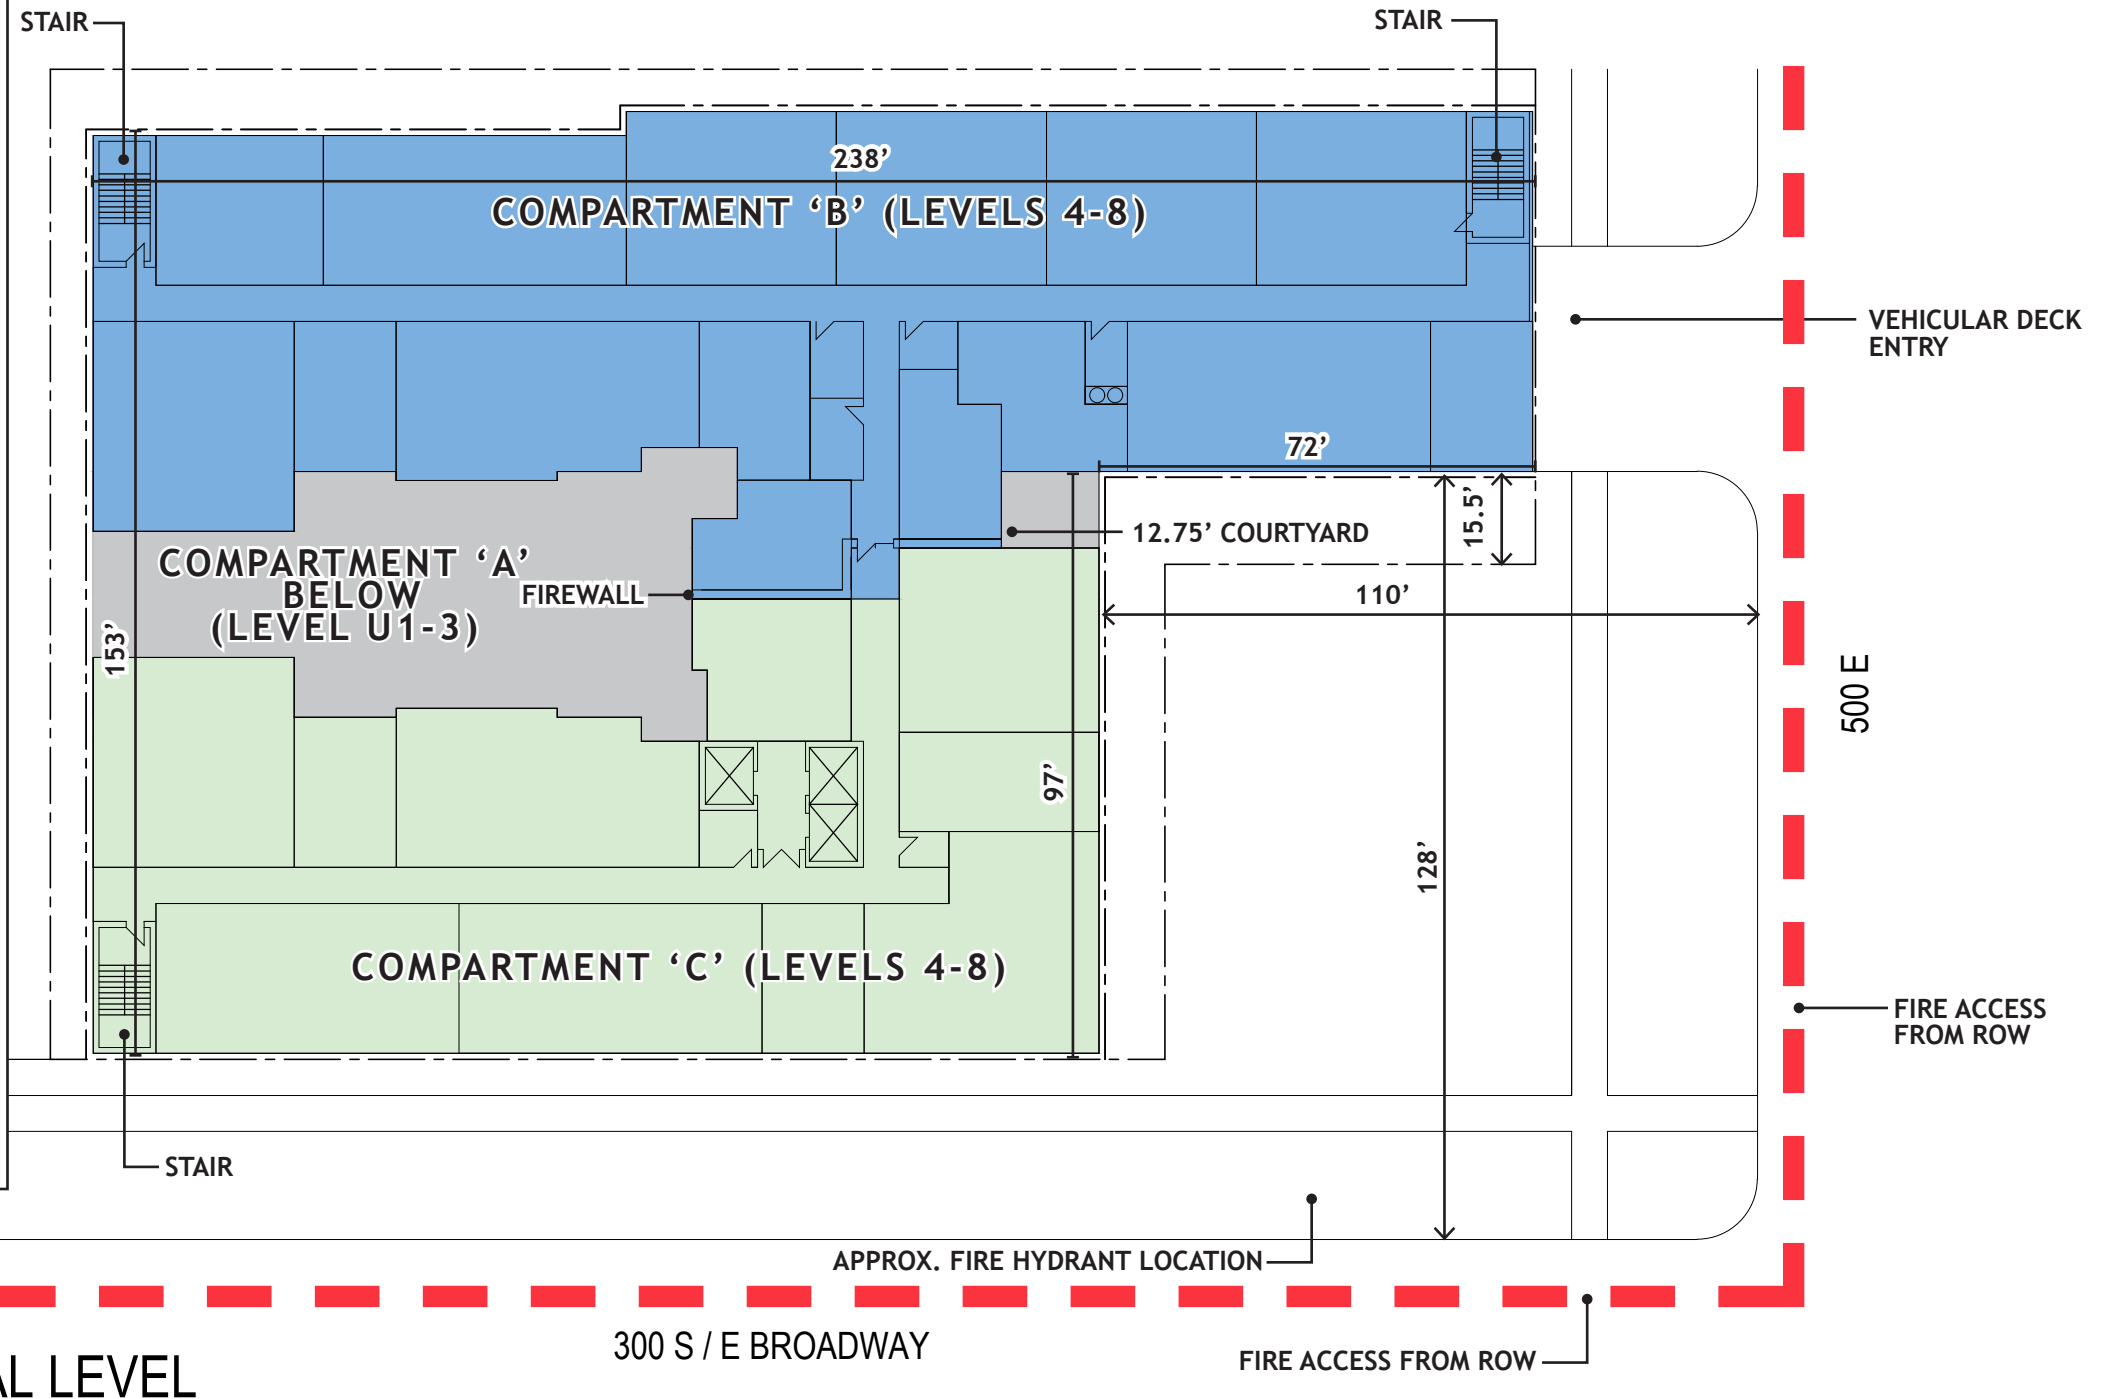 STAIR
STAIR
238’
COMPARTMENT ‘B’ (LEVELS 4-8)
VEHICULAR DECK
ENTRY
72’
15.5’
12.75’ COURTYARD
COMPARTMENT ‘A’
BELOW
(LEVEL U1-3)
FIREWALL
110’
153’
500 E
97’
128’
COMPARTMENT ‘C’ (LEVELS 4-8)
FIRE ACCESS
FROM ROW
STAIR
APPROX. FIRE HYDRANT LOCATION
300 S / E BROADWAY
FIRE ACCESS FROM ROW
LEVEL